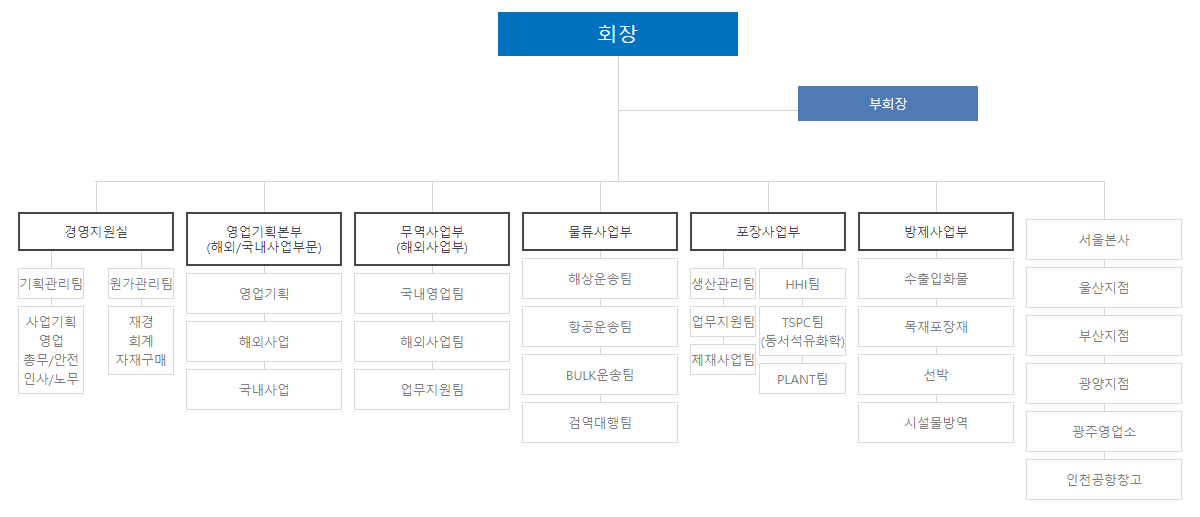 회장
부회장
경영지원실
기획관리팀
사업기획
영업
총무/안전
인사/노무
원가관리팀
재경
회계
자재구매
영업기획본부
(해외/국내사업부문)
영업기획
해외사업
국내사업
무역사업부
(해외사업부)
국내영업팀
해외사업팀
업무지원팀
물류사업부
해상운송팀
항공운송팀
BULK운송팀
검역대행팀
포장사업부
생산관리팀
업무지원팀
제재사업팀
HHI팀
TSPC팀
(동서석유화학)
PLANT팀
방제사업부
수출입화물
목재포장재
선박
시설물방역
서울본사
울산지점
부산지점
광양지점
광주영업소
인천공항창고